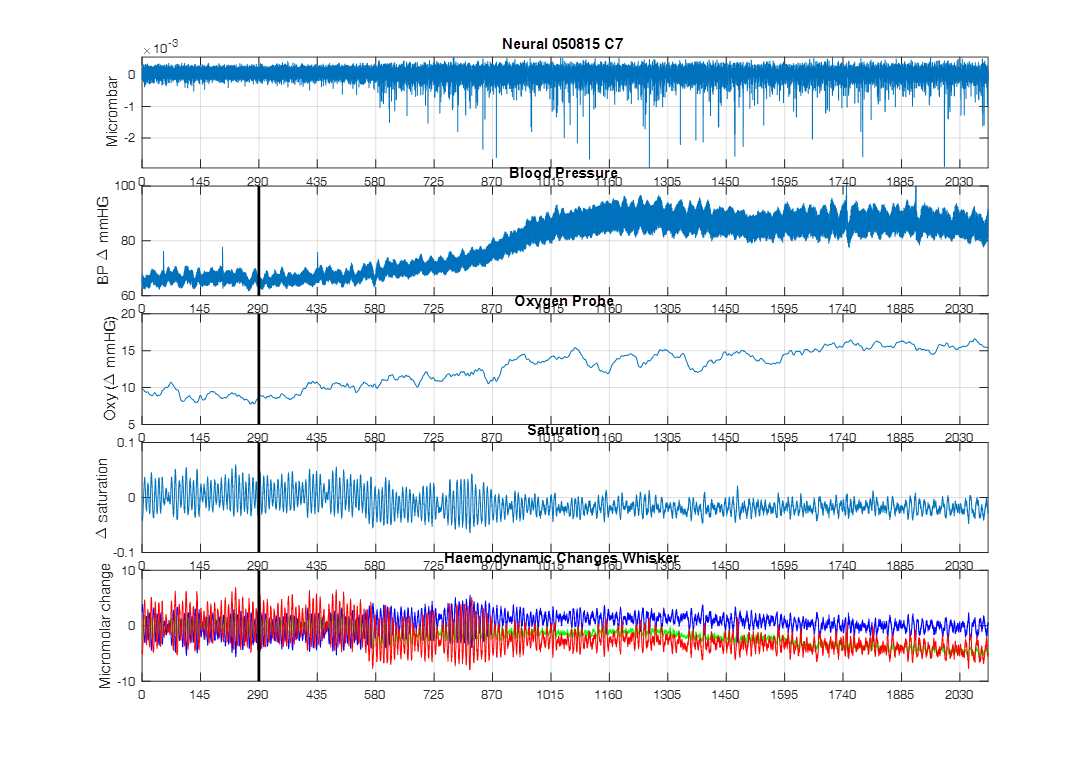 × 10-3
Neural 050815 C7
Micrombar
0
-1
-2
0 145 290 435 580 725 870 1015 1160 1305 1450 1595 1740 1885 2030
Blood Pressure
BP Δ mmHG
100
80
60
0 145 290 435 580 725 870 1015 1160 1305 1450 1595 1740 1885 2030
Oxygen Probe
Oxy (Δ mmHG)
20
15
10
5
0 145 290 435 580 725 870 1015 1160 1305 1450 1595 1740 1885 2030
Saturation
Δ saturation
0.1
0
-0.1
0 145 290 435 580 725 870 1015 1160 1305 1450 1595 1740 1885 2030
Haemodynamic Changes Whisker
Micromolar change
10
0
-10
0 145 290 435 580 725 870 1015 1160 1305 1450 1595 1740 1885 2030